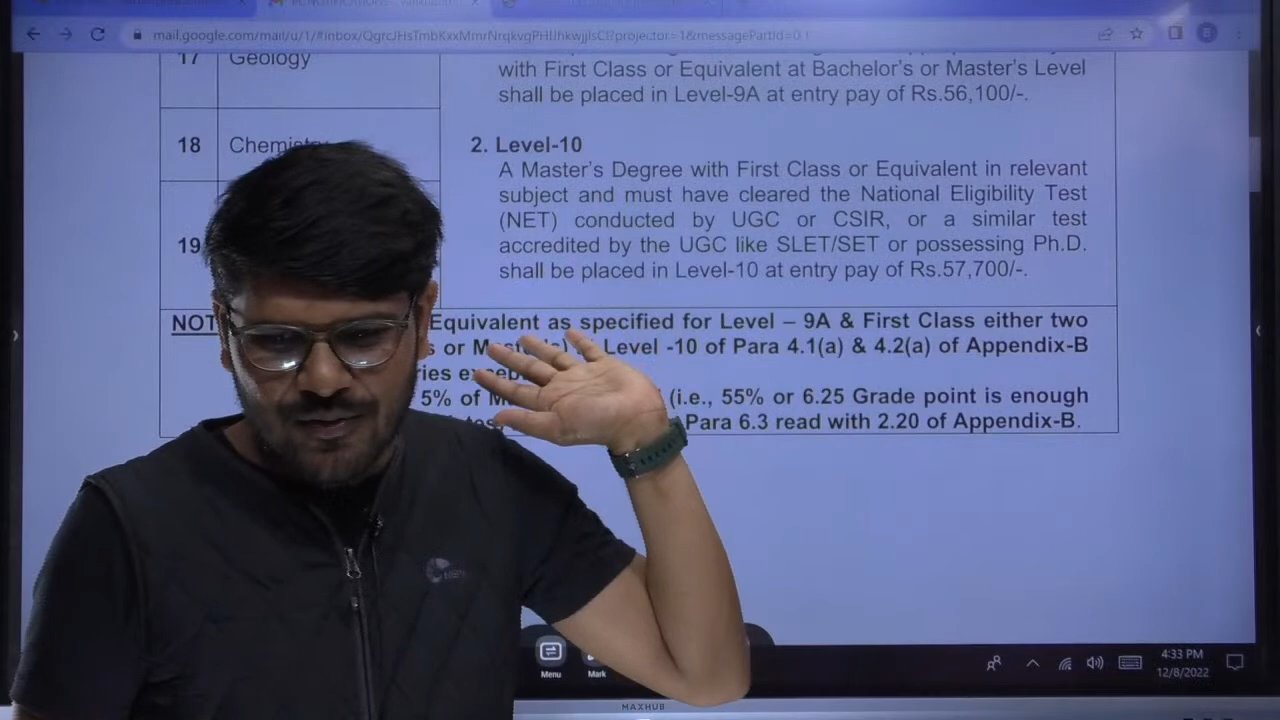 mail.google.com/mail/u/1/#inbox/
17 Geology
with First Class or Equivalent at Bachelor's or Master's Level
shall be placed in Level-9A at entry pay of Rs.56,100/-.
18
2. Level-10
A Master's Degree with First Class or Equivalent in relevant
subject and must have cleared the National Eligibility Test
(NET) conducted by UGC or CSIR, or a similar test
19
accredited by the UGC like SLET/SET or possessing Ph.D.
shall be placed in Level-10 at entry pay of Rs.57,700/-.
Equivalent as specified for Level – 9A & First Class either two
or Level -10 of Para 4.1(a) & 4.2(a) of Appendix-B
5% of (i.e., 55% or 6.25 Grade point is enough
Para 6.3 read with 2.20 of Appendix-B.
Menu
Mark
4:33 PM
12/8/2022
MAXHUB